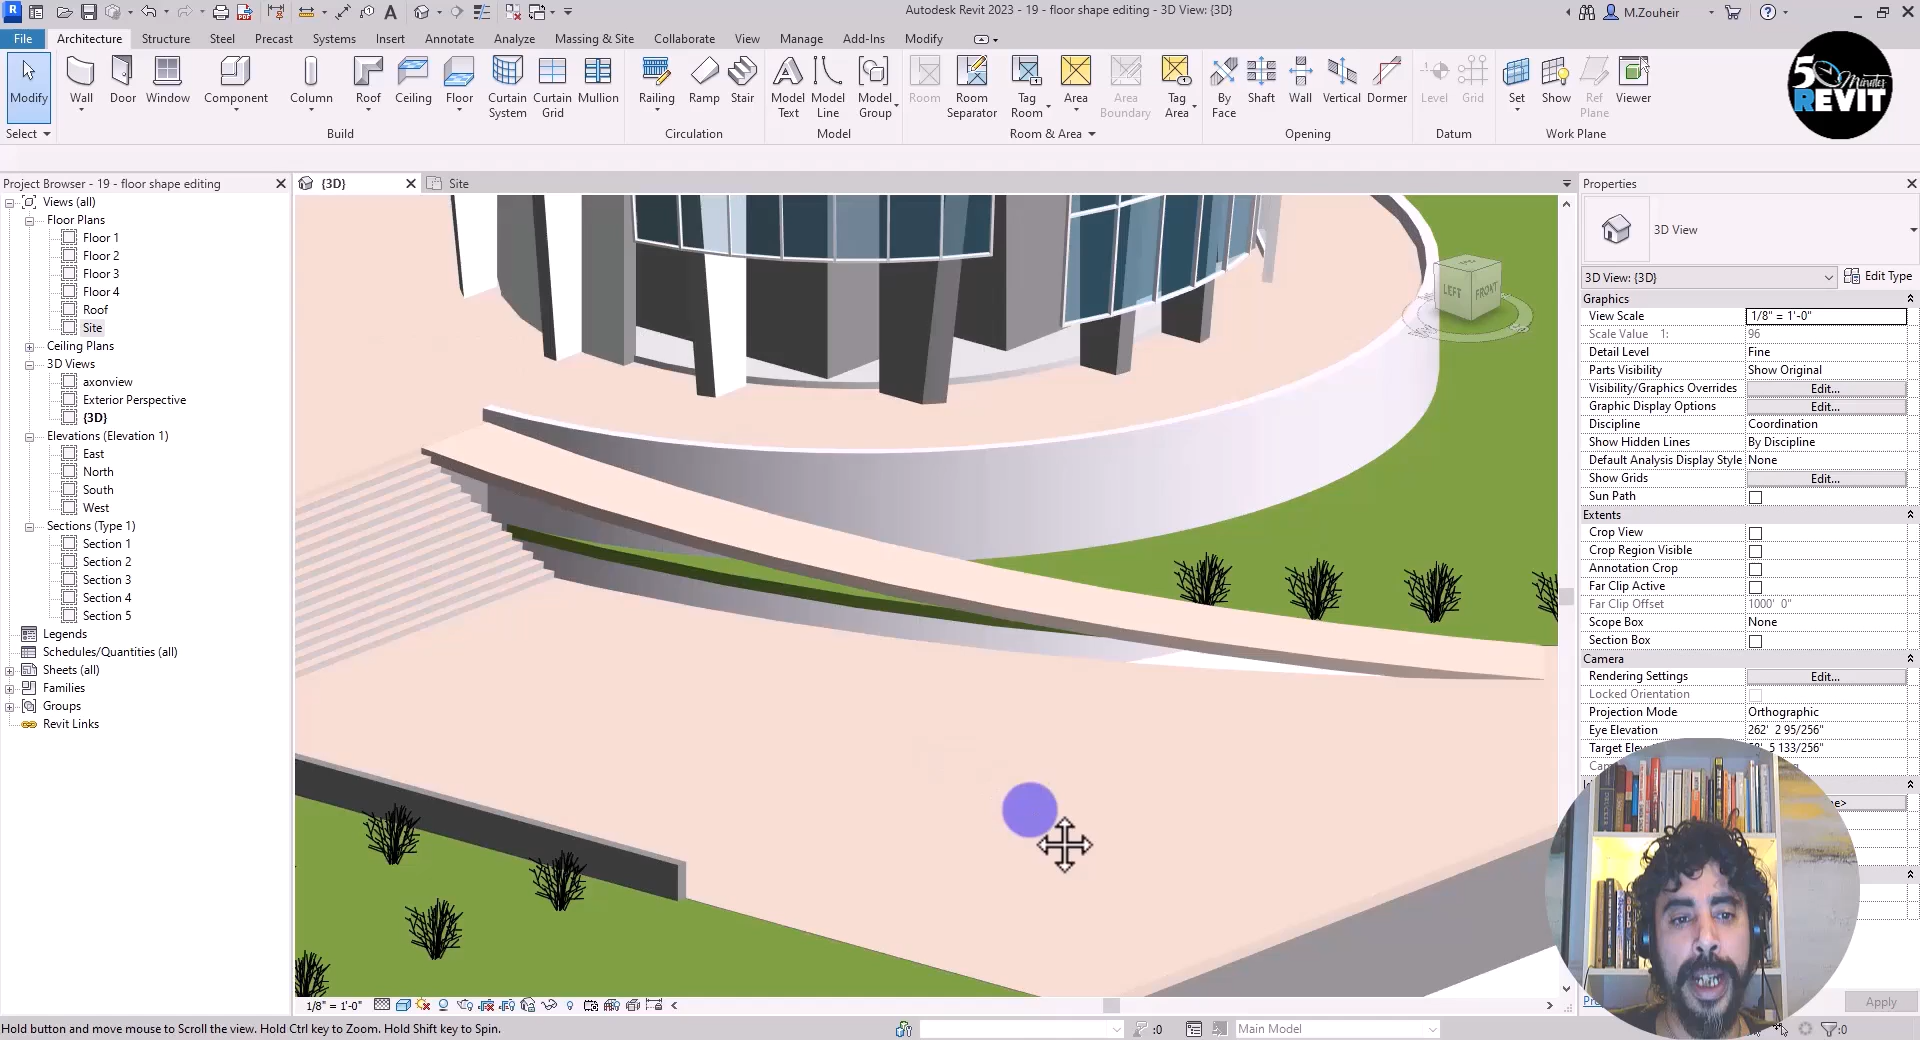 Autodesk Revit 2023 - 19 - floor shape editing - 3D View: {3D}
M.Zouheir
File Architecture Structure Steel Precast Systems Insert Annotate Analyze Massing & Site Collaborate View Manage Add-Ins Modify
Modify
Wall
Door
Window
Component
Column
Roof
Ceiling
Floor
Curtain System
Curtain Grid
Mullion
Railing
Ramp
Stair
Model Text
Model Line
Model Group
Room
Room Separator
Tag Room
Area
Area Boundary
Tag Area
By Face
Shaft
Wall
Vertical
Dormer
Level
Grid
Set
Show
Ref Plane
Viewer
Select
Build
Circulation
Model
Room & Area
Opening
Datum
Work Plane
5 Minutes
REVIT
Project Browser - 19 - floor shape editing
Views (all)
Floor Plans
Floor 1
Floor 2
Floor 3
Floor 4
Roof
Site
Ceiling Plans
3D Views
axonview
Exterior Perspective
{3D}
Elevations (Elevation 1)
East
North
South
West
Sections (Type 1)
Section 1
Section 2
Section 3
Section 4
Section 5
Legends
Schedules/Quantities (all)
Sheets (all)
Families
Groups
Revit Links
{3D}
Site
LEFT
FRONT
Properties
3D View
3D View: {3D}
Edit Type
Graphics
View Scale 1/8" = 1'-0"
Scale Value 1: 96
Detail Level Fine
Parts Visibility Show Original
Visibility/Graphics Overrides Edit...
Graphic Display Options Edit...
Discipline Coordination
Show Hidden Lines By Discipline
Default Analysis Display Style None
Show Grids Edit...
Sun Path
Extents
Crop View
Crop Region Visible
Annotation Crop
Far Clip Active
Far Clip Offset 1000' 0"
Scope Box None
Section Box
Camera
Rendering Settings Edit...
Locked Orientation
Projection Mode Orthographic
Eye Elevation 262' 2 95/256"
5 133/256"
Apply
1/8" = 1'-0"
Hold button and move mouse to Scroll the view. Hold Ctrl key to Zoom. Hold Shift key to Spin.
:0
Main Model
:0